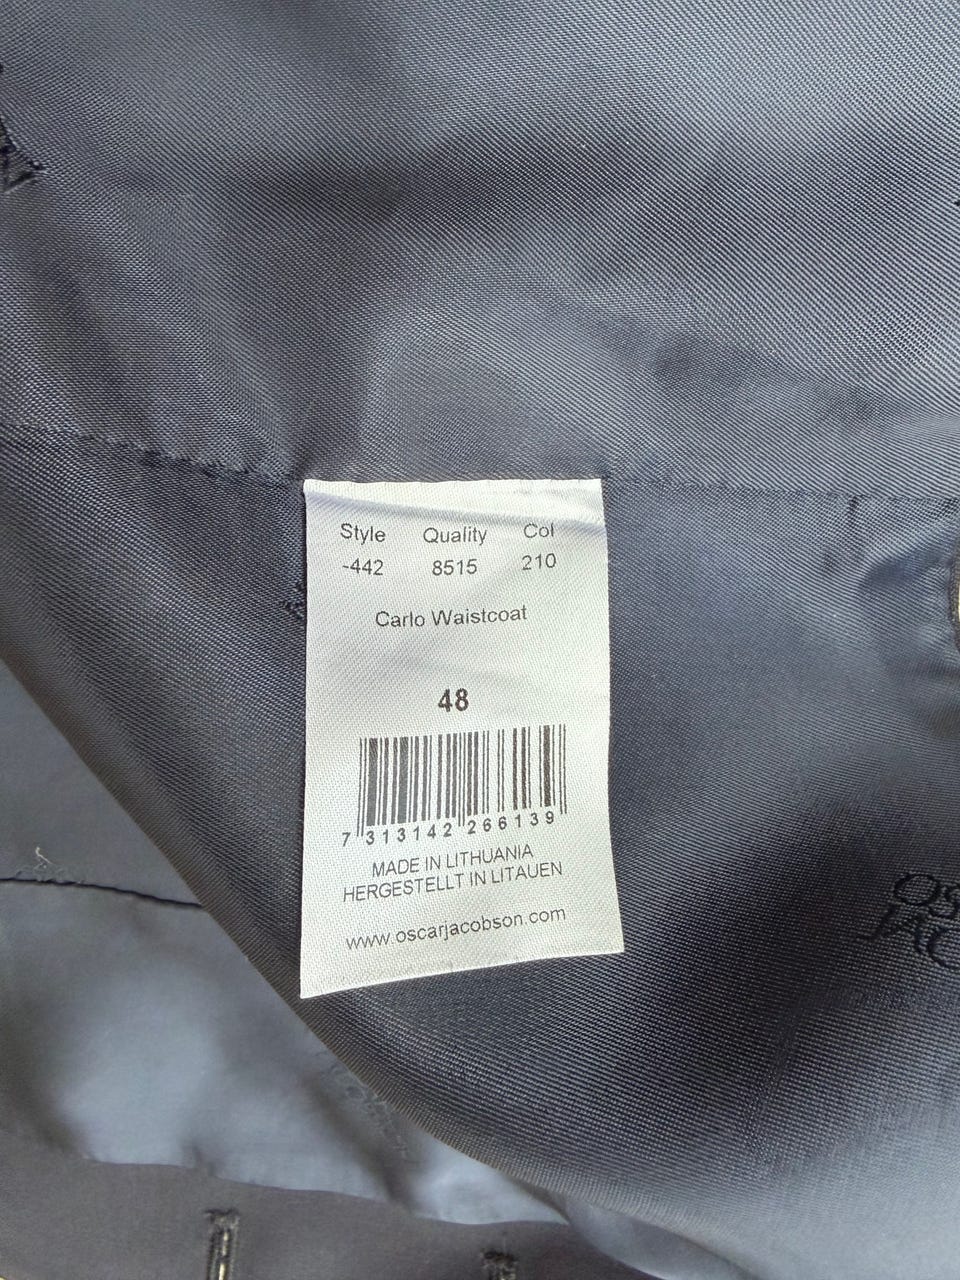 Style Quality Col
-442 8515 210
Carlo Waistcoat
48
7 313142 266139
MADE IN LITHUANIA
HERGESTELLT IN LITAUEN
www.oscarjacobson.com